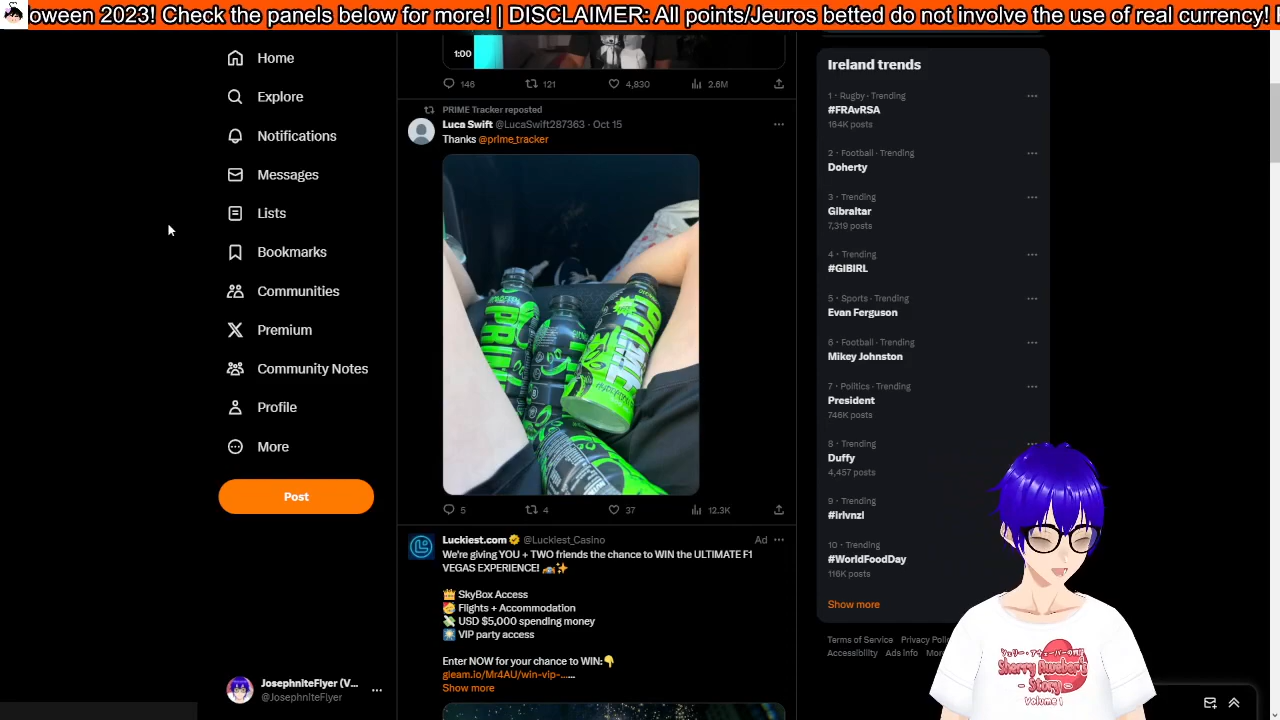 oween 2023! Check the panels below for more! | DISCLAIMER: All points/Jeuros betted do not involve the use of real currency!
Home
Explore
Notifications
Messages
Lists
Bookmarks
Communities
Premium
Community Notes
Profile
More
Post
JosephniteFlyer (V...
@JosephniteFlyer
1:00
146
121
4,830
2.6M
PRIME Tracker reposted
Luca Swift @LucaSwift287363 · Oct 15
Thanks @prime_tracker
PRIME
5
4
37
12.3K
Luckiest.com @Luckiest_Casino
Ad
We're giving YOU + TWO friends the chance to WIN the ULTIMATE F1
VEGAS EXPERIENCE! 🏎️✨
👑 SkyBox Access
🥳 Flights + Accommodation
💸 USD $5,000 spending money
🎇 VIP party access
Enter NOW for your chance to WIN:👇
gleam.io/Mr4AU/win-vip-...…
Show more
Ireland trends
1 · Rugby · Trending
#FRAvRSA
164K posts
2 · Football · Trending
Doherty
3 · Trending
Gibraltar
7,319 posts
4 · Trending
#GIBIRL
5 · Sports · Trending
Evan Ferguson
6 · Football · Trending
Mikey Johnston
7 · Politics · Trending
President
746K posts
8 · Trending
Duffy
4,457 posts
9 · Trending
#irlvnzl
10 · Trending
#WorldFoodDay
116K posts
Show more
Terms of Service Privacy
Accessibility Ads info
Sherry Aweber's
Story
Volume 1